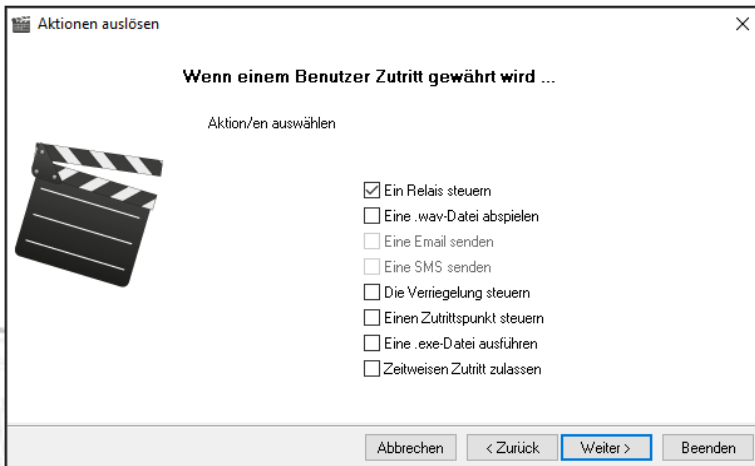 Aktionen auslösen
Wenn einem Benutzer Zutritt gewährt wird ...
Aktion/en auswählen
Ein Relais steuern
Eine .wav-Datei abspielen
Eine Email senden
Eine SMS senden
Die Verriegelung steuern
Einen Zutrittspunkt steuern
Eine .exe-Datei ausführen
Zeitweisen Zutritt zulassen
Abbrechen < Zurück Weiter > Beenden